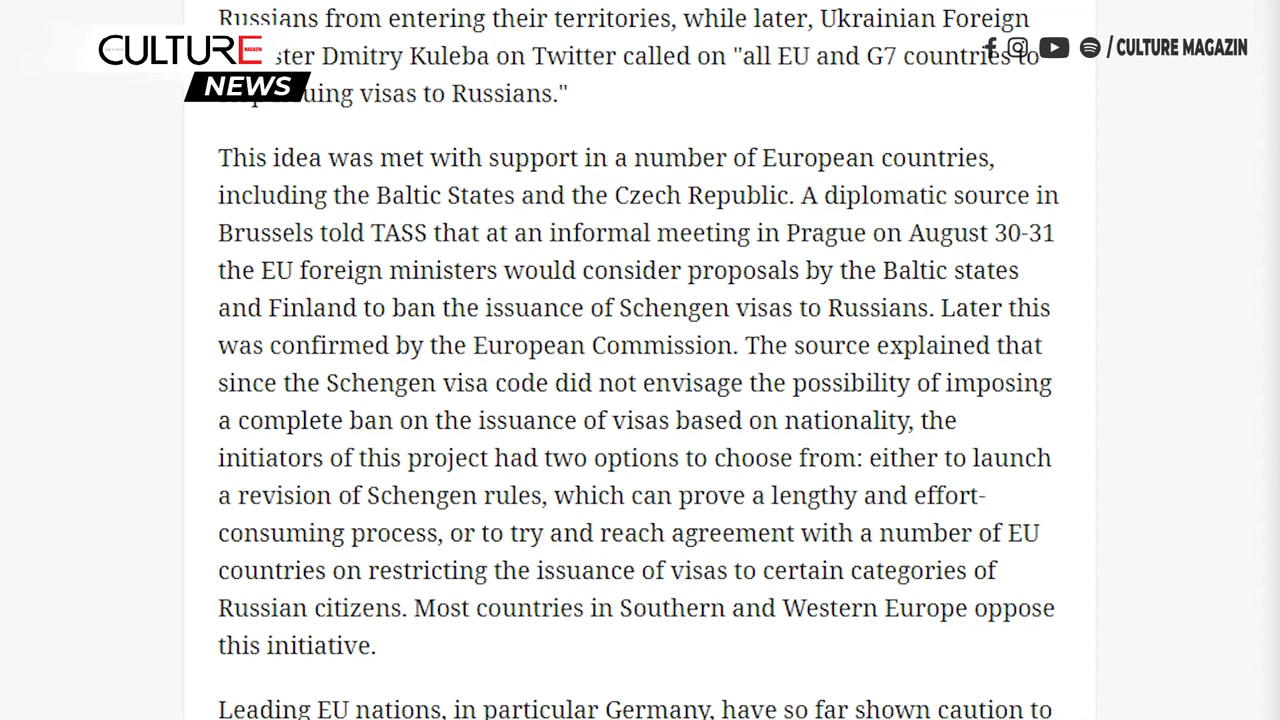 Russians from entering their territories, while later, Ukrainian Foreign
CULTURE
MAGAZIN
NEWS
/ CULTURE MAGAZIN
Dmitry Kuleba on Twitter called on "all EU and G7 countries to
visas to Russians."
This idea was met with support in a number of European countries,
including the Baltic States and the Czech Republic. A diplomatic source in
Brussels told TASS that at an informal meeting in Prague on August 30-31
the EU foreign ministers would consider proposals by the Baltic states
and Finland to ban the issuance of Schengen visas to Russians. Later this
was confirmed by the European Commission. The source explained that
since the Schengen visa code did not envisage the possibility of imposing
a complete ban on the issuance of visas based on nationality, the
initiators of this project had two options to choose from: either to launch
a revision of Schengen rules, which can prove a lengthy and effort-
consuming process, or to try and reach agreement with a number of EU
countries on restricting the issuance of visas to certain categories of
Russian citizens. Most countries in Southern and Western Europe oppose
this initiative.
Leading EU nations, in particular Germany, have so far shown caution to